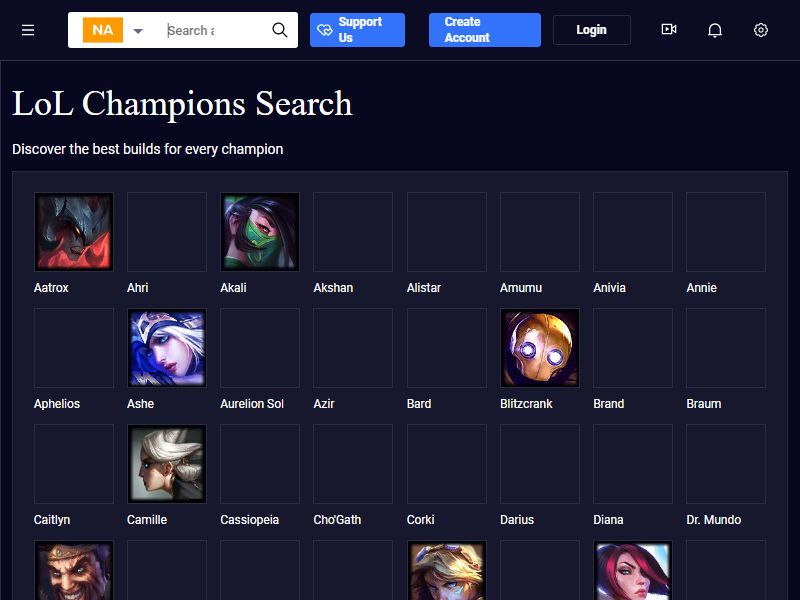 NA Search a Support Us Create Account Login
LoL Champions Search
Discover the best builds for every champion
Aatrox Ahri Akali Akshan Alistar Amumu Anivia Annie
Aphelios Ashe Aurelion Sol Azir Bard Blitzcrank Brand Braum
Caitlyn Camille Cassiopeia Cho'Gath Corki Darius Diana Dr. Mundo